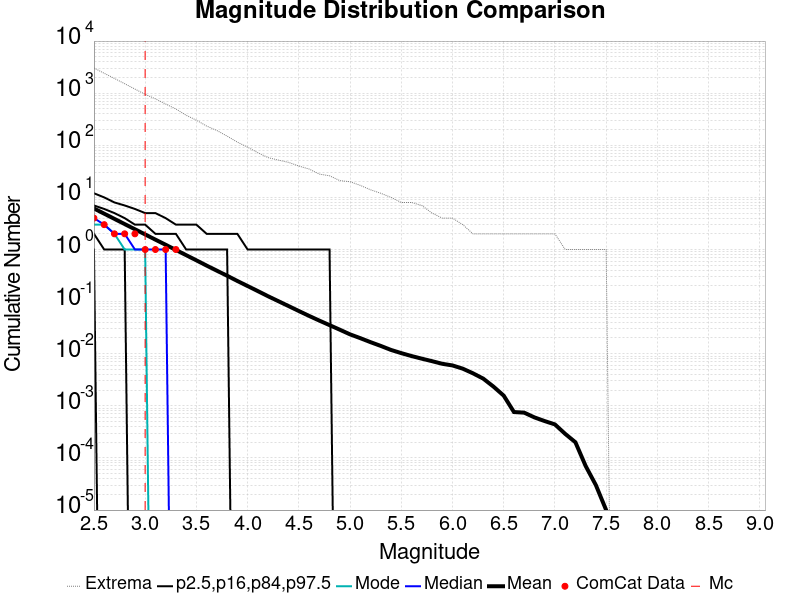 Magnitude Distribution Comparison
10^4
10^3
10^2
10^1
10^0
10^-1
10^-2
10^-3
10^-4
10^-5
Cumulative Number
2.5 3.0 3.5 4.0 4.5 5.0 5.5 6.0 6.5 7.0 7.5 8.0 8.5 9.0
Magnitude
Extrema p2.5,p16,p84,p97.5 Mode Median Mean ComCat Data Mc